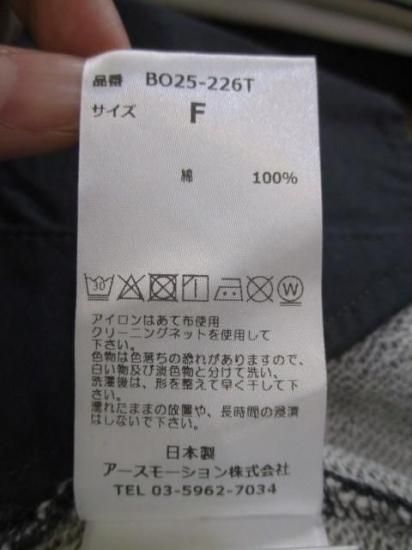 品番 BO25-226T
サイズ F
綿 100%
30
アイロンはあて布使用
クリーニングネットを使用して
下さい。
色物は色落ちの恐れがありますので、
白い物及び淡色物と分けて洗い、
洗濯後は、形を整えて早く干して下
さい。
濡れたままの放置や、長時間の浸漬
はしないで下さい。
日本製
アースモーション株式会社
TEL 03-5962-7034